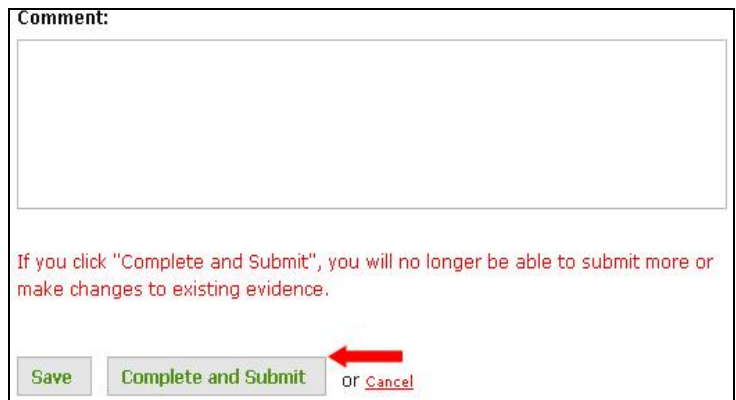 Comment:
If you click "Complete and Submit", you will no longer be able to submit more or
make changes to existing evidence.
Save Complete and Submit or Cancel